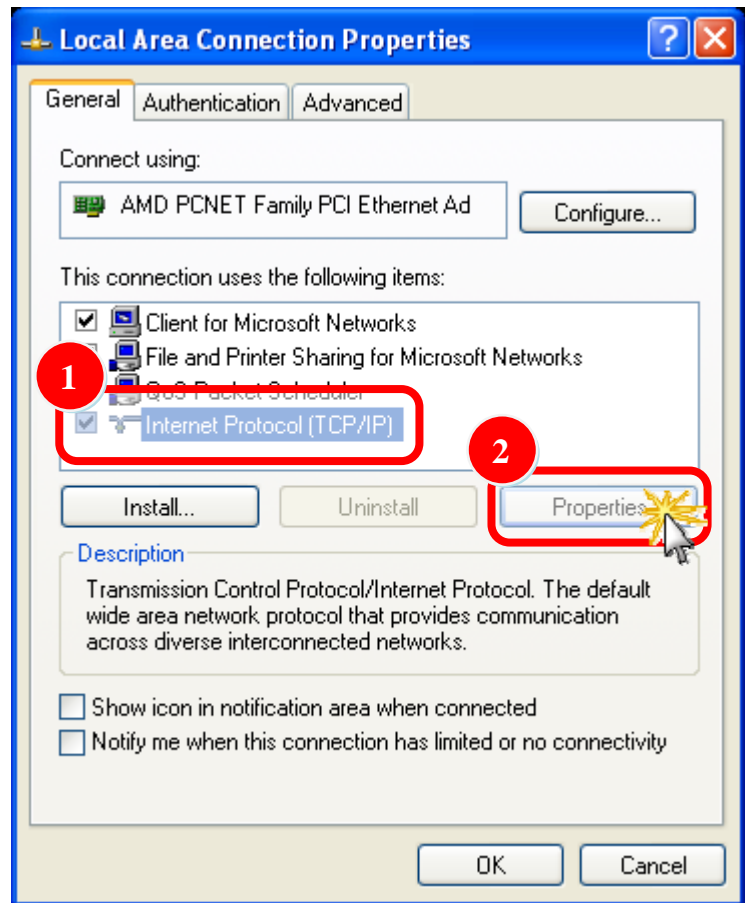 Local Area Connection Properties
General Authentication Advanced
Connect using:
AMD PCNET Family PCI Ethernet Ad
Configure...
This connection uses the following items:
Client for Microsoft Networks
File and Printer Sharing for Microsoft Networks
1
QoS Packet Scheduler
Internet Protocol (TCP/IP)
2
Install... Uninstall Properties
Description
Transmission Control Protocol/Internet Protocol. The default
wide area network protocol that provides communication
across diverse interconnected networks.
Show icon in notification area when connected
Notify me when this connection has limited or no connectivity
OK Cancel